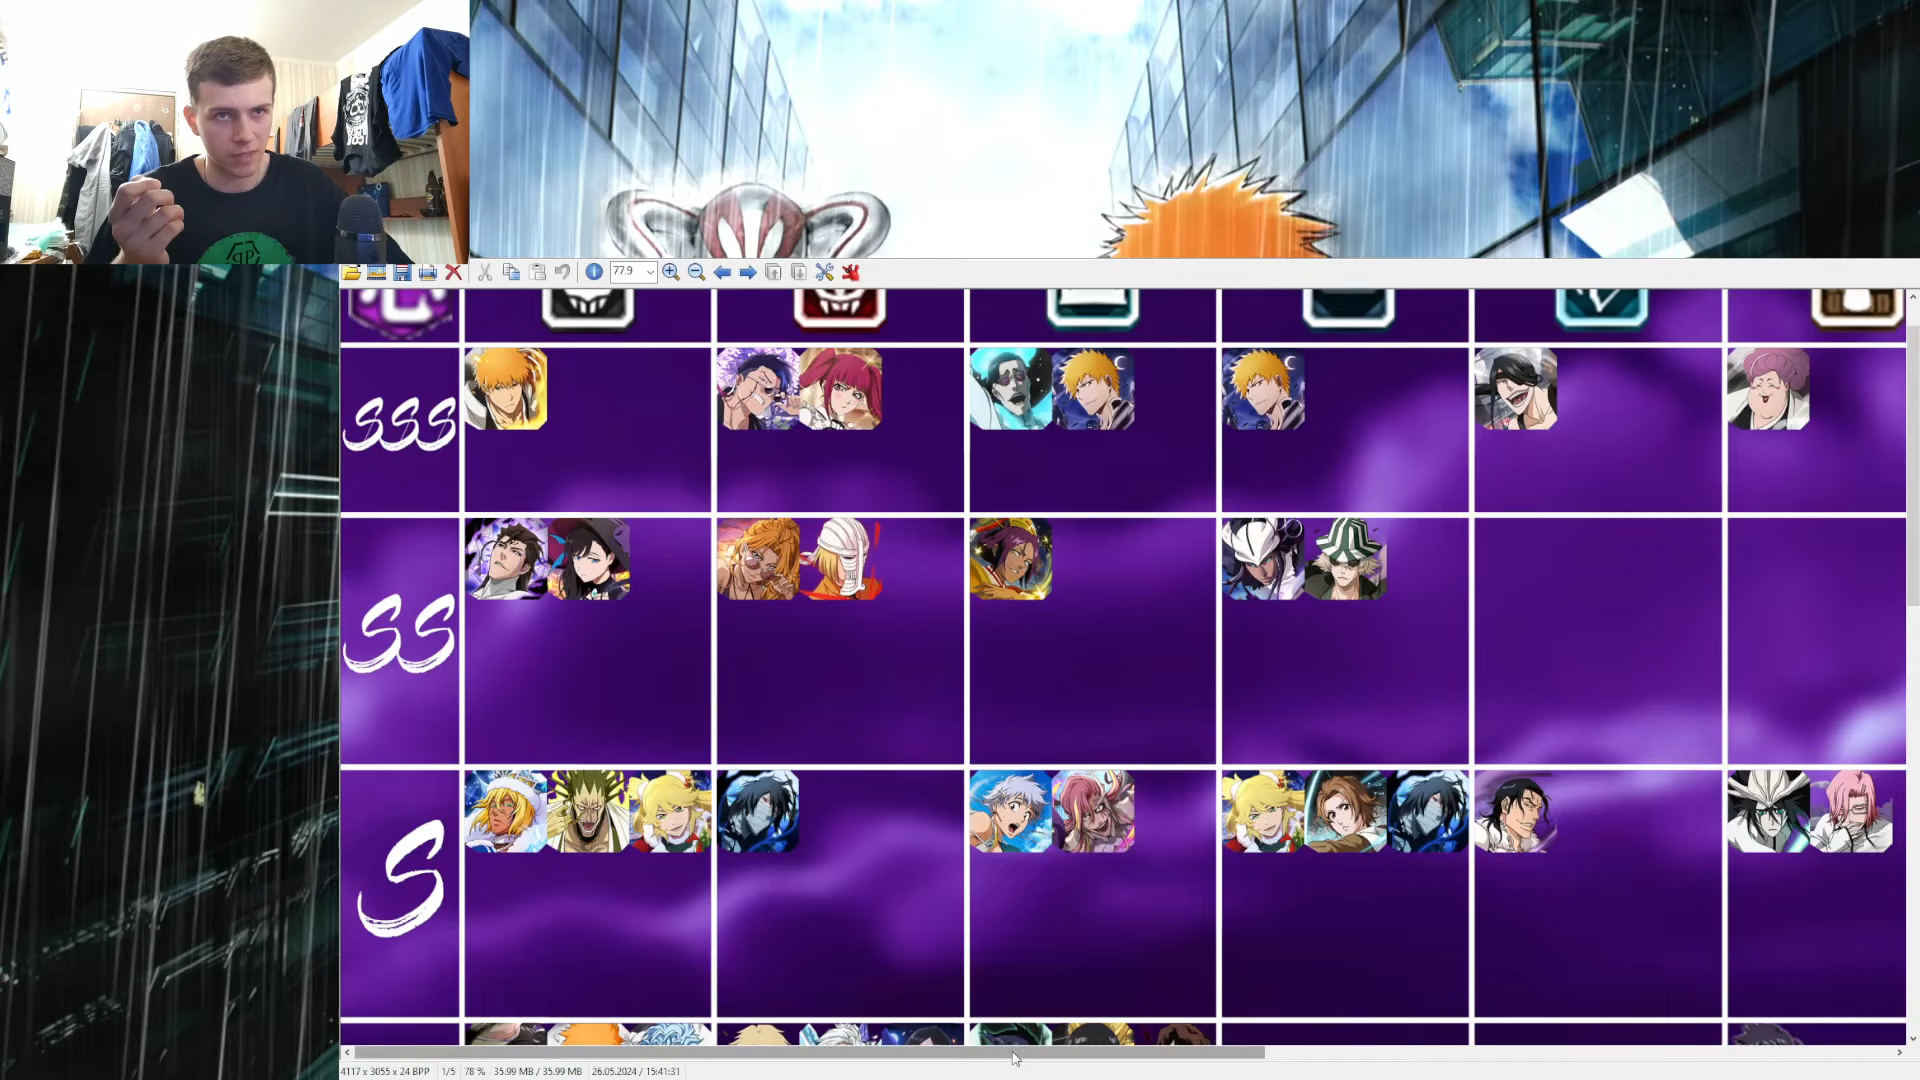 77.9
SSS
SS
S
4117 x 3055 x 24 BPP 1/5 78 % 35.99 MB / 35.99 MB 26.05.2024 / 15:41:31